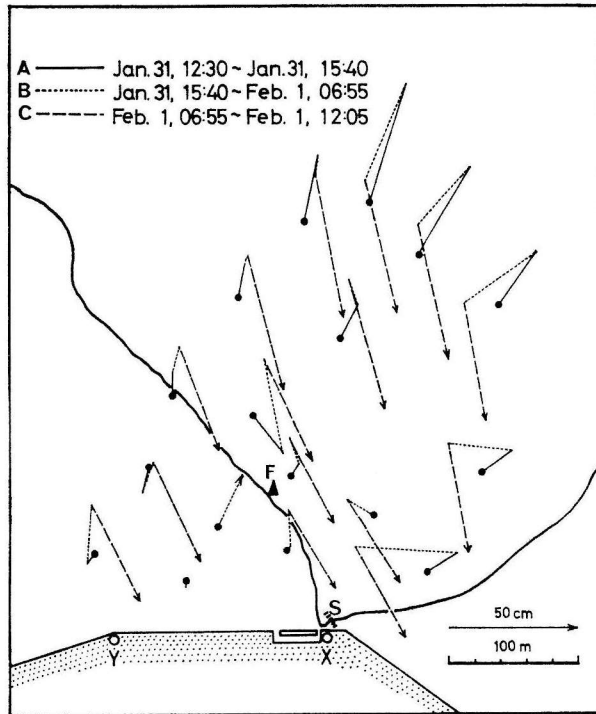 A Jan. 31, 12:30 ~ Jan. 31, 15:40
B Jan. 31, 15:40 ~ Feb. 1, 06:55
C Feb. 1, 06:55 ~ Feb. 1, 12:05
F
S
50 cm
100 m
Y
X